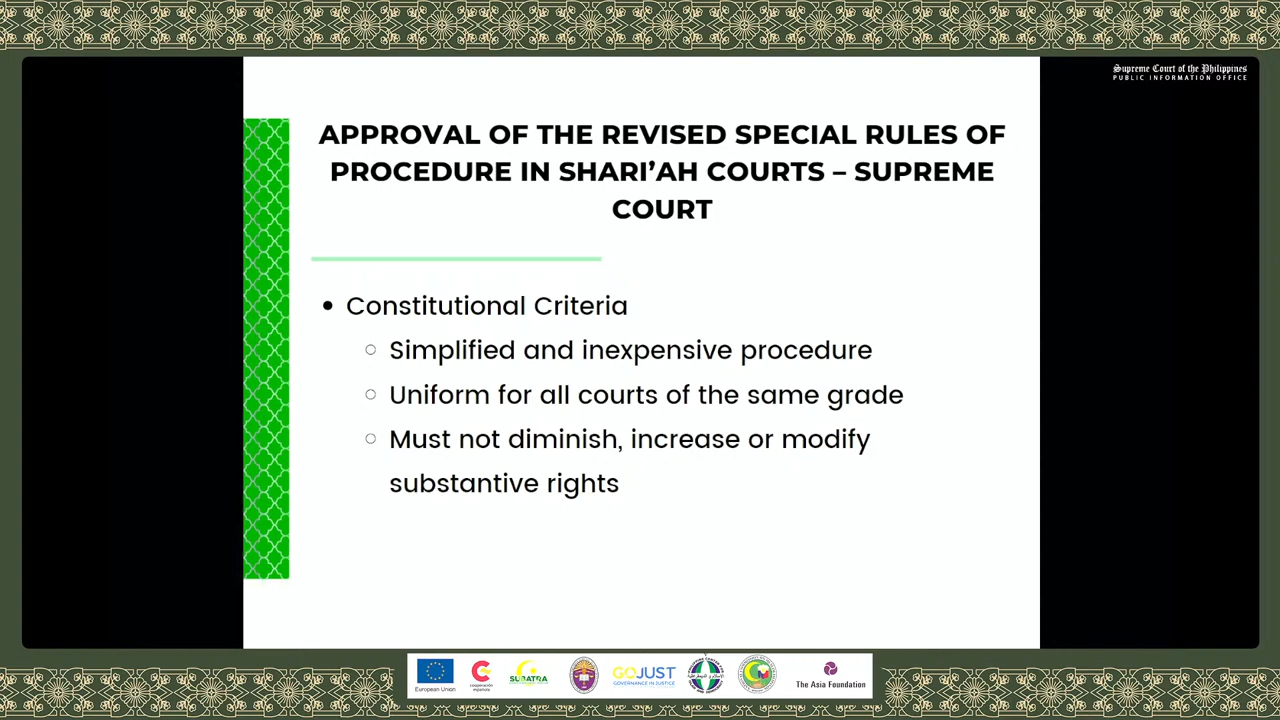 Supreme Court of the Philippines
PUBLIC INFORMATION OFFICE
APPROVAL OF THE REVISED SPECIAL RULES OF
PROCEDURE IN SHARI’AH COURTS – SUPREME
COURT
• Constitutional Criteria
○ Simplified and inexpensive procedure
○ Uniform for all courts of the same grade
○ Must not diminish, increase or modify
substantive rights
European Union
cooperación
española
SUBATRA
GOJUST
GOVERNANCE IN JUSTICE
The Asia Foundation